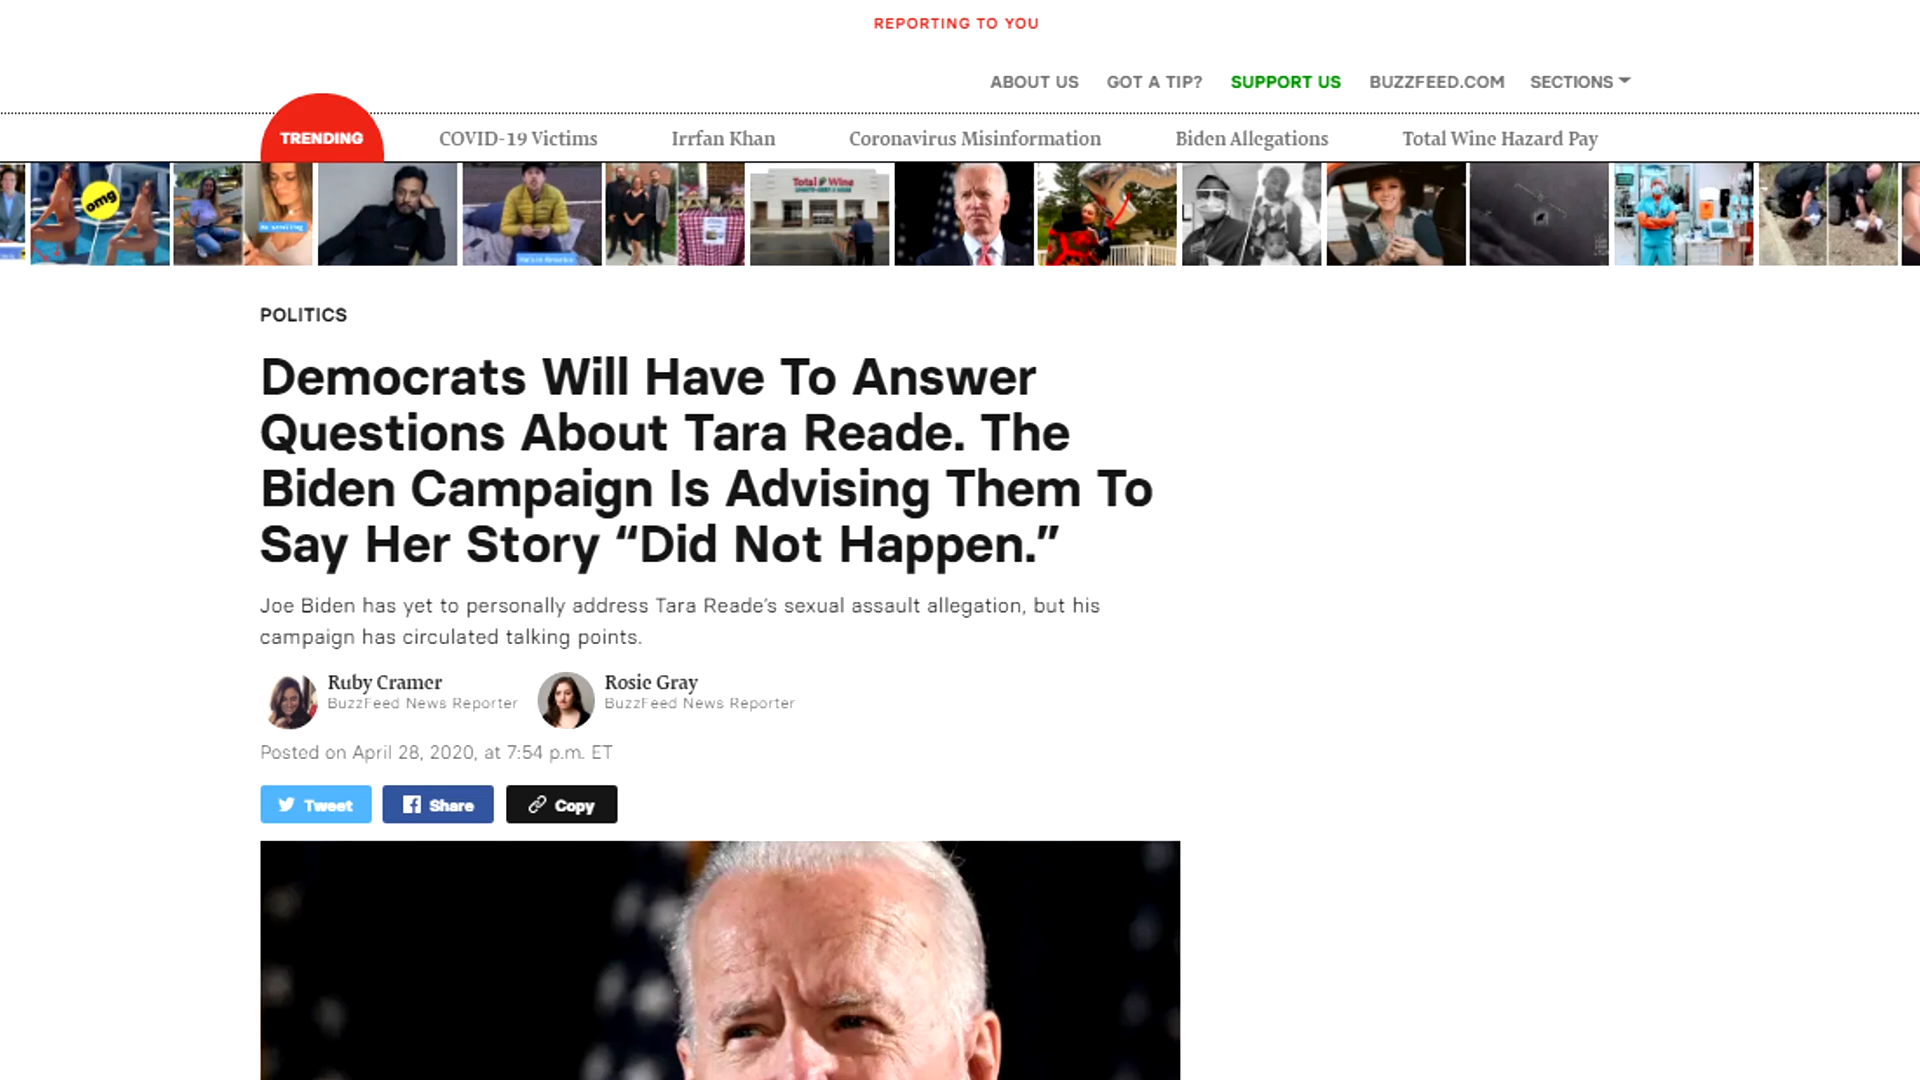 REPORTING TO YOU
ABOUT US GOT A TIP? SUPPORT US BUZZFEED.COM SECTIONS
TRENDING COVID-19 Victims Irrfan Khan Coronavirus Misinformation Biden Allegations Total Wine Hazard Pay
omg
Total Wine
POLITICS
Democrats Will Have To Answer
Questions About Tara Reade. The
Biden Campaign Is Advising Them To
Say Her Story “Did Not Happen.”
Joe Biden has yet to personally address Tara Reade’s sexual assault allegation, but his
campaign has circulated talking points.
Ruby Cramer
BuzzFeed News Reporter
Rosie Gray
BuzzFeed News Reporter
Posted on April 28, 2020, at 7:54 p.m. ET
Tweet Share Copy